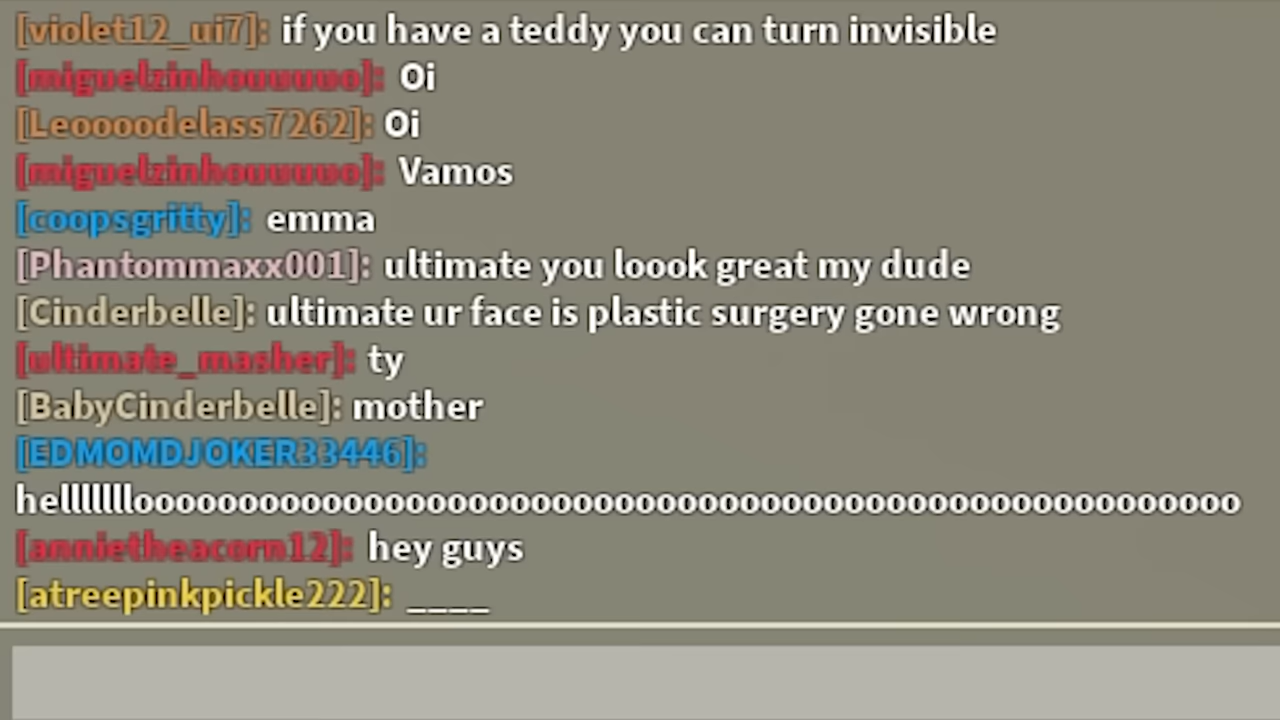 [violet12_ui7]: if you have a teddy you can turn invisible
[miguelzinhouuuuo]: Oi
[Leoooodelass7262]: Oi
[miguelzinhouuuuo]: Vamos
[coopsgritty]: emma
[Phantommaxx001]: ultimate you loook great my dude
[Cinderbelle]: ultimate ur face is plastic surgery gone wrong
[ultimate_masher]: ty
[BabyCinderbelle]: mother
[EDMOMDJOKER33446]:
helllllllooooooooooooooooooooooooooooooooooooooooooooooooooooo
[annietheacorn12]: hey guys
[atreepinkpickle222]: ____